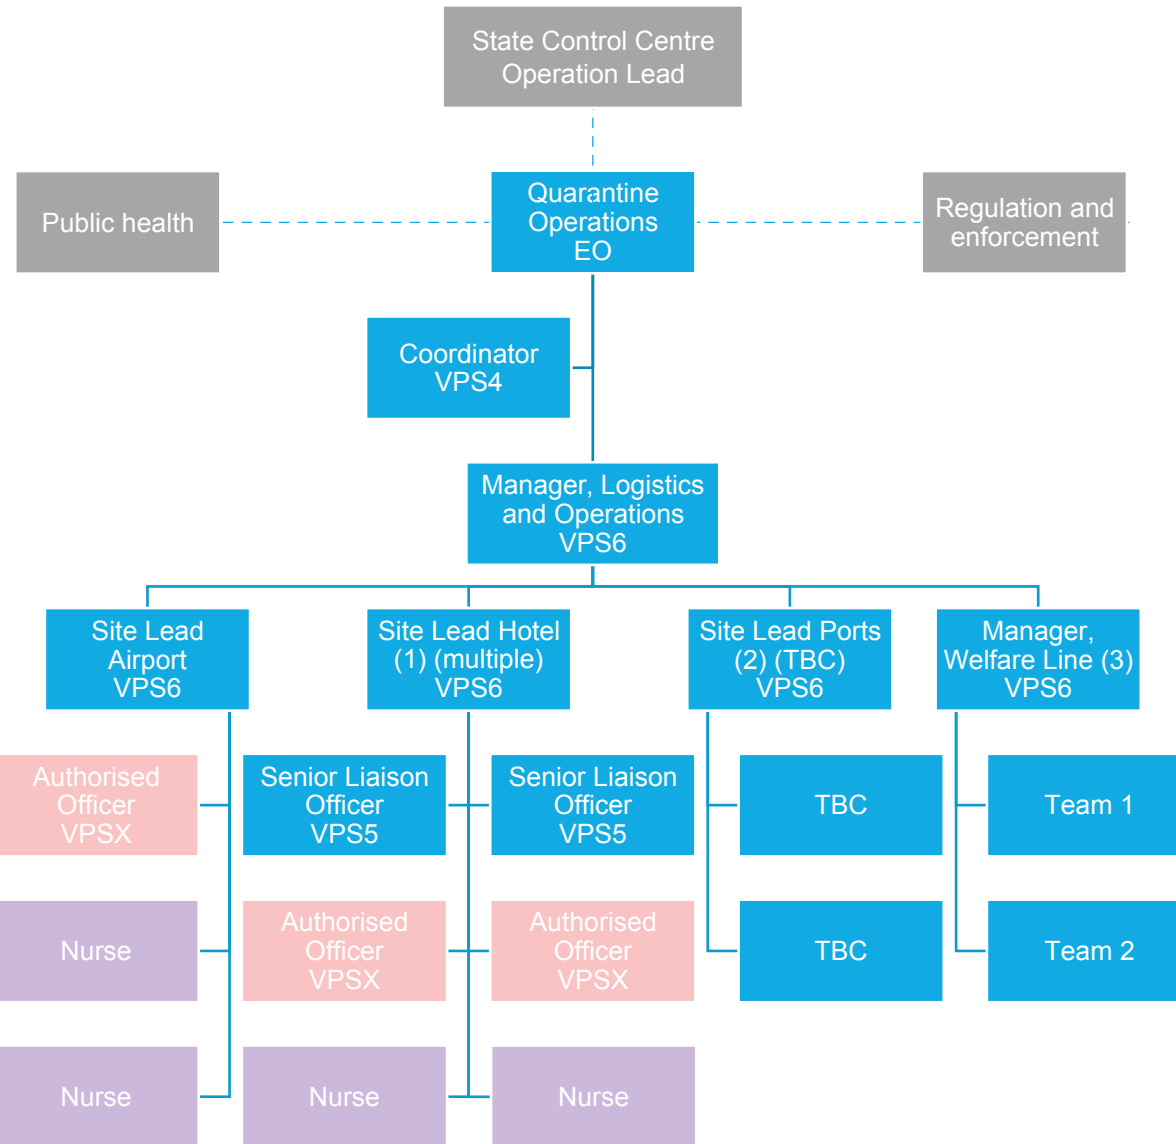 State Control Centre
Operation Lead
Public health
Quarantine
Operations
EO
Regulation and
enforcement
Coordinator
VPS4
Manager, Logistics
and Operations
VPS6
Site Lead
Airport
VPS6
Site Lead Hotel
(1) (multiple)
VPS6
Site Lead Ports
(2) (TBC)
VPS6
Manager,
Welfare Line (3)
VPS6
Authorised
Officer
VPSX
Senior Liaison
Officer
VPS5
Senior Liaison
Officer
VPS5
TBC
Team 1
Nurse
Authorised
Officer
VPSX
Authorised
Officer
VPSX
TBC
Team 2
Nurse
Nurse
Nurse